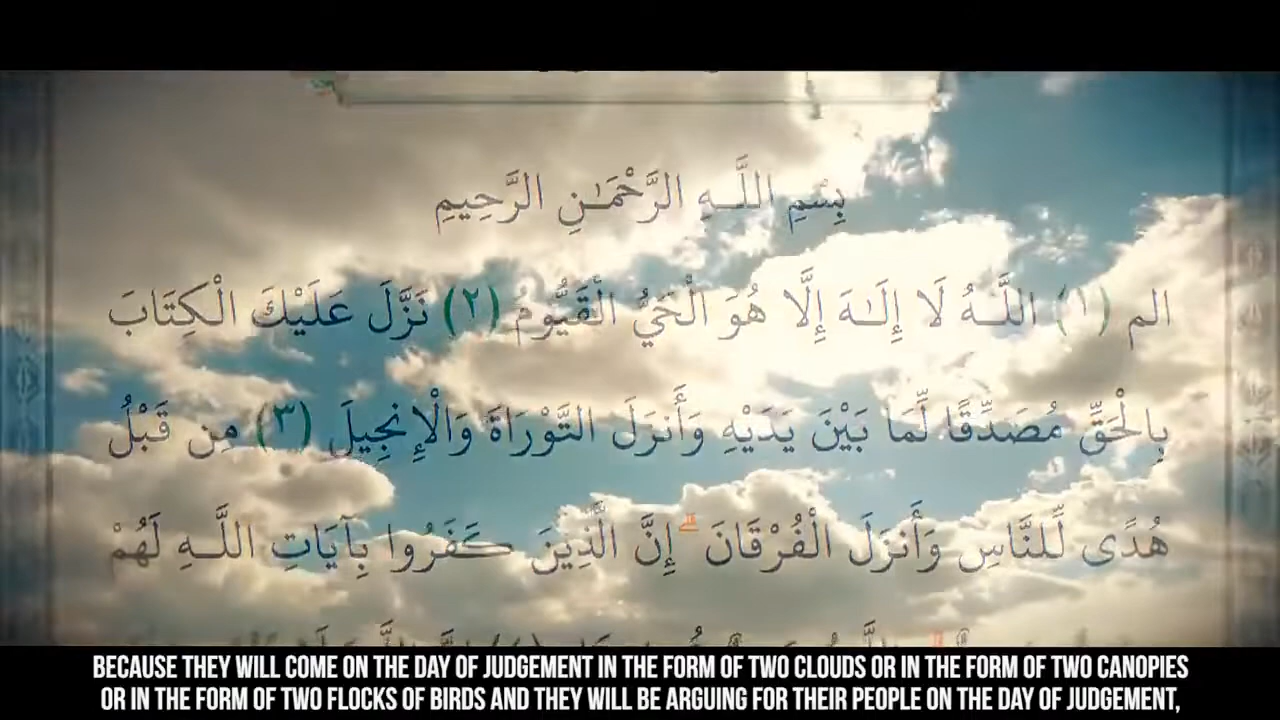 بِسْمِ اللَّـهِ الرَّحْمَـٰنِ الرَّحِيمِ
الم (١) اللَّـهُ لَا إِلَـٰهَ إِلَّا هُوَ الْحَيُّ الْقَيُّومُ (٢) نَزَّلَ عَلَيْكَ الْكِتَابَ
بِالْحَقِّ مُصَدِّقًا لِّمَا بَيْنَ يَدَيْهِ وَأَنزَلَ التَّوْرَاةَ وَالْإِنجِيلَ (٣) مِن قَبْلُ
هُدًى لِّلنَّاسِ وَأَنزَلَ الْفُرْقَانَ ۗ إِنَّ الَّذِينَ كَفَرُوا بِآيَاتِ اللَّـهِ لَهُمْ
BECAUSE THEY WILL COME ON THE DAY OF JUDGEMENT IN THE FORM OF TWO CLOUDS OR IN THE FORM OF TWO CANOPIES
OR IN THE FORM OF TWO FLOCKS OF BIRDS AND THEY WILL BE ARGUING FOR THEIR PEOPLE ON THE DAY OF JUDGEMENT,